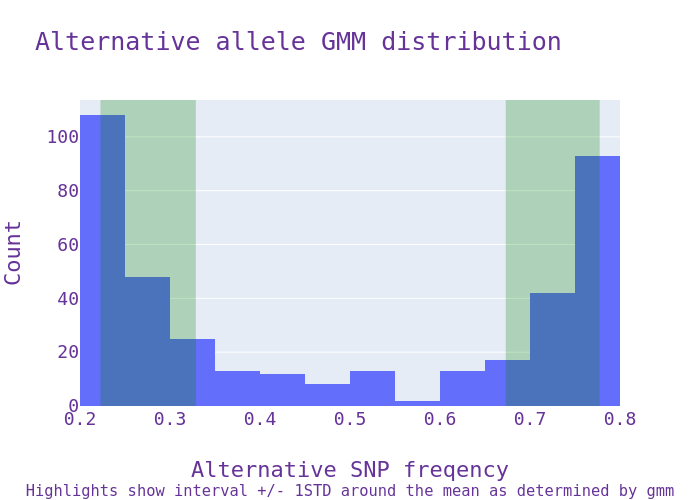 Alternative allele GMM distribution
100
80
60
40
20
0
Count
0.2 0.3 0.4 0.5 0.6 0.7 0.8
Alternative SNP freqency
Highlights show interval +/- 1STD around the mean as determined by gmm